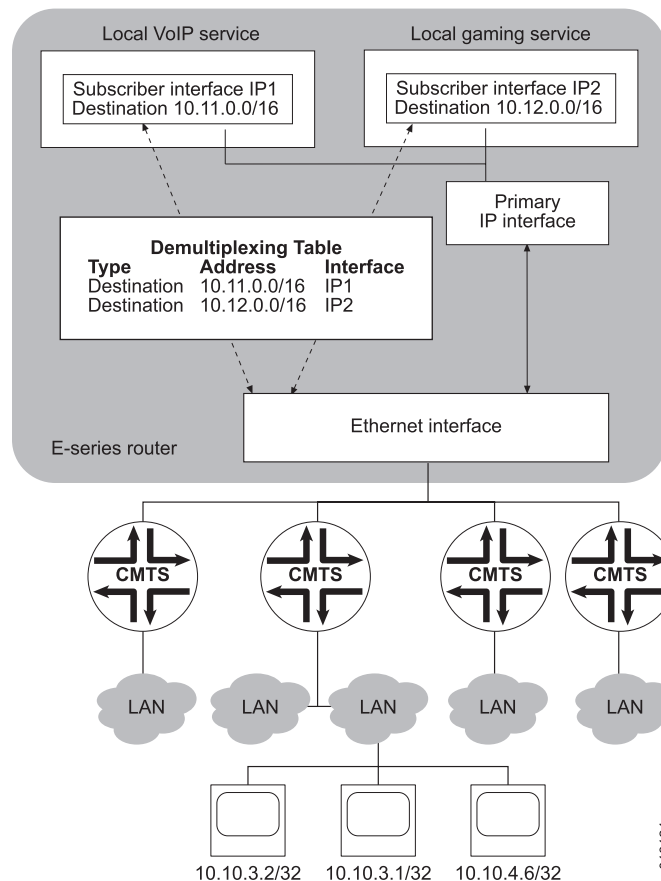 Local VoIP service
Local gaming service
Subscriber interface IP1
Destination 10.11.0.0/16
Subscriber interface IP2
Destination 10.12.0.0/16
Primary
IP interface
Demultiplexing Table
Type Address Interface
Destination 10.11.0.0/16 IP1
Destination 10.12.0.0/16 IP2
Ethernet interface
E-series router
CMTS CMTS CMTS CMTS
LAN LAN LAN LAN LAN
10.10.3.2/32 10.10.3.1/32 10.10.4.6/32